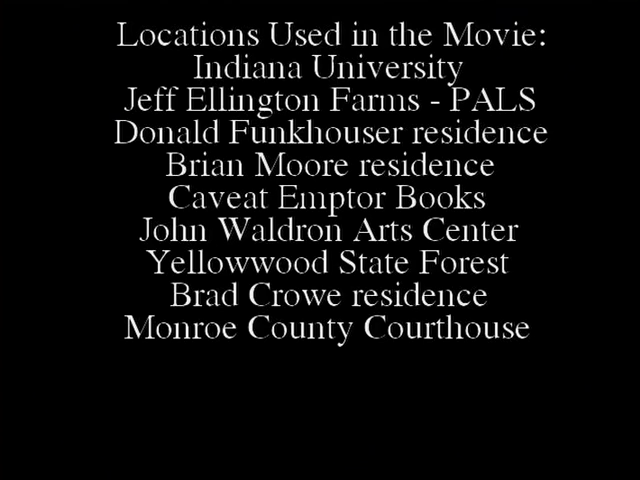 Locations Used in the Movie:
Indiana University
Jeff Ellington Farms - PALS
Donald Funkhouser residence
Brian Moore residence
Caveat Emptor Books
John Waldron Arts Center
Yellowwood State Forest
Brad Crowe residence
Monroe County Courthouse